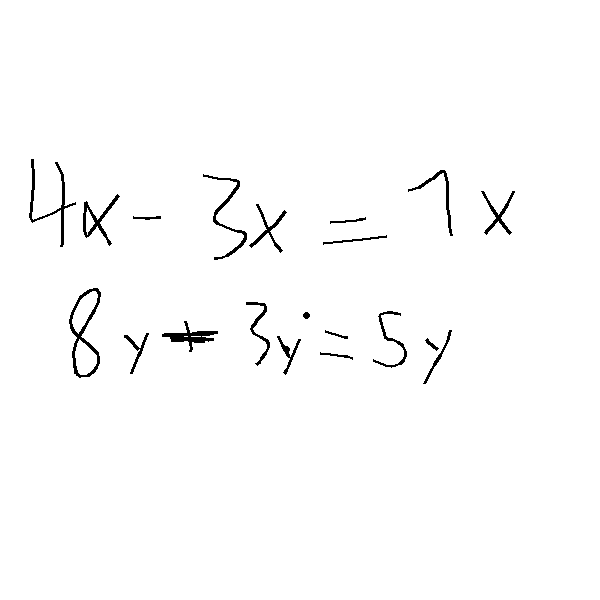 4x - 3x = 1x
8y - 3y = 5y